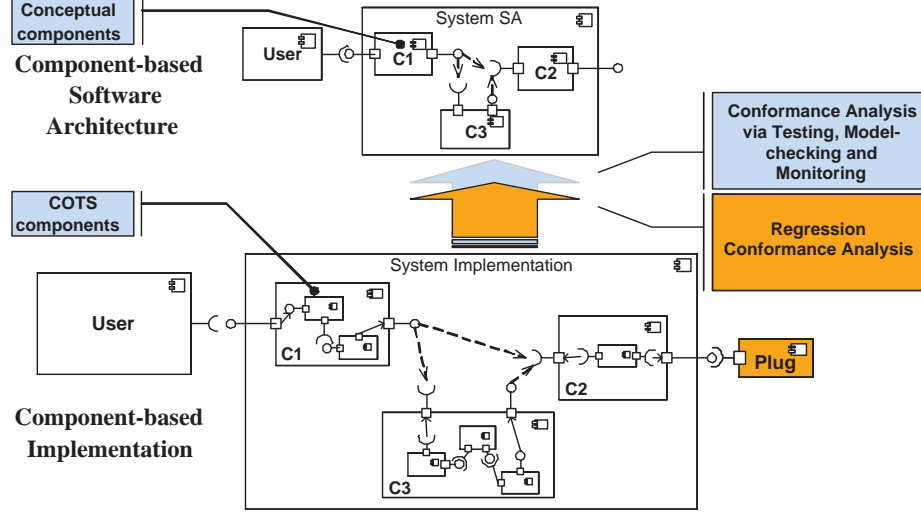 Conceptual
components
System SA
User
C1
C2
C3
Component-based
Software
Architecture
Conformance Analysis
via Testing, Model-
checking and
Monitoring
COTS
components
Regression
Conformance Analysis
System Implementation
User
C1
C2
Plug
C3
Component-based
Implementation